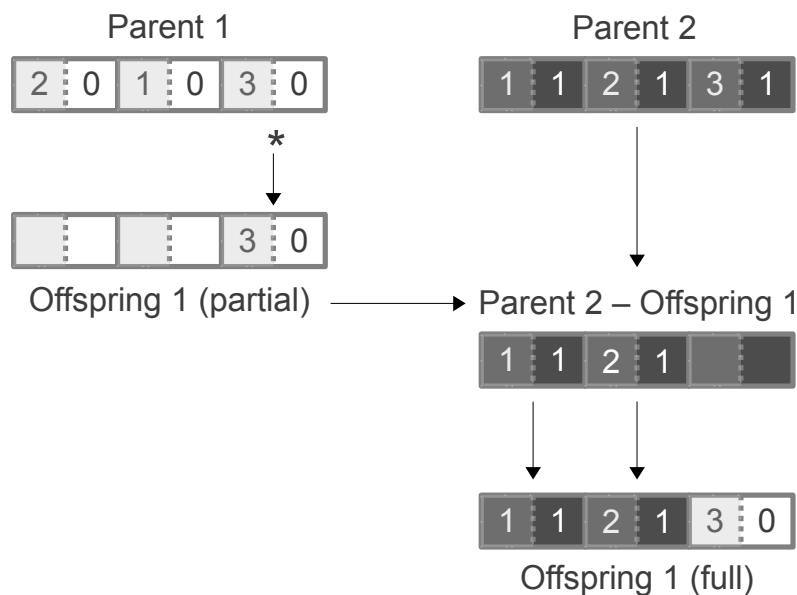 Parent 1
Parent 2
2 0 1 0 3 0
1 1 2 1 3 1
*
3 0
Offspring 1 (partial)
Parent 2 – Offspring 1
1 1 2 1
1 1 2 1 3 0
Offspring 1 (full)